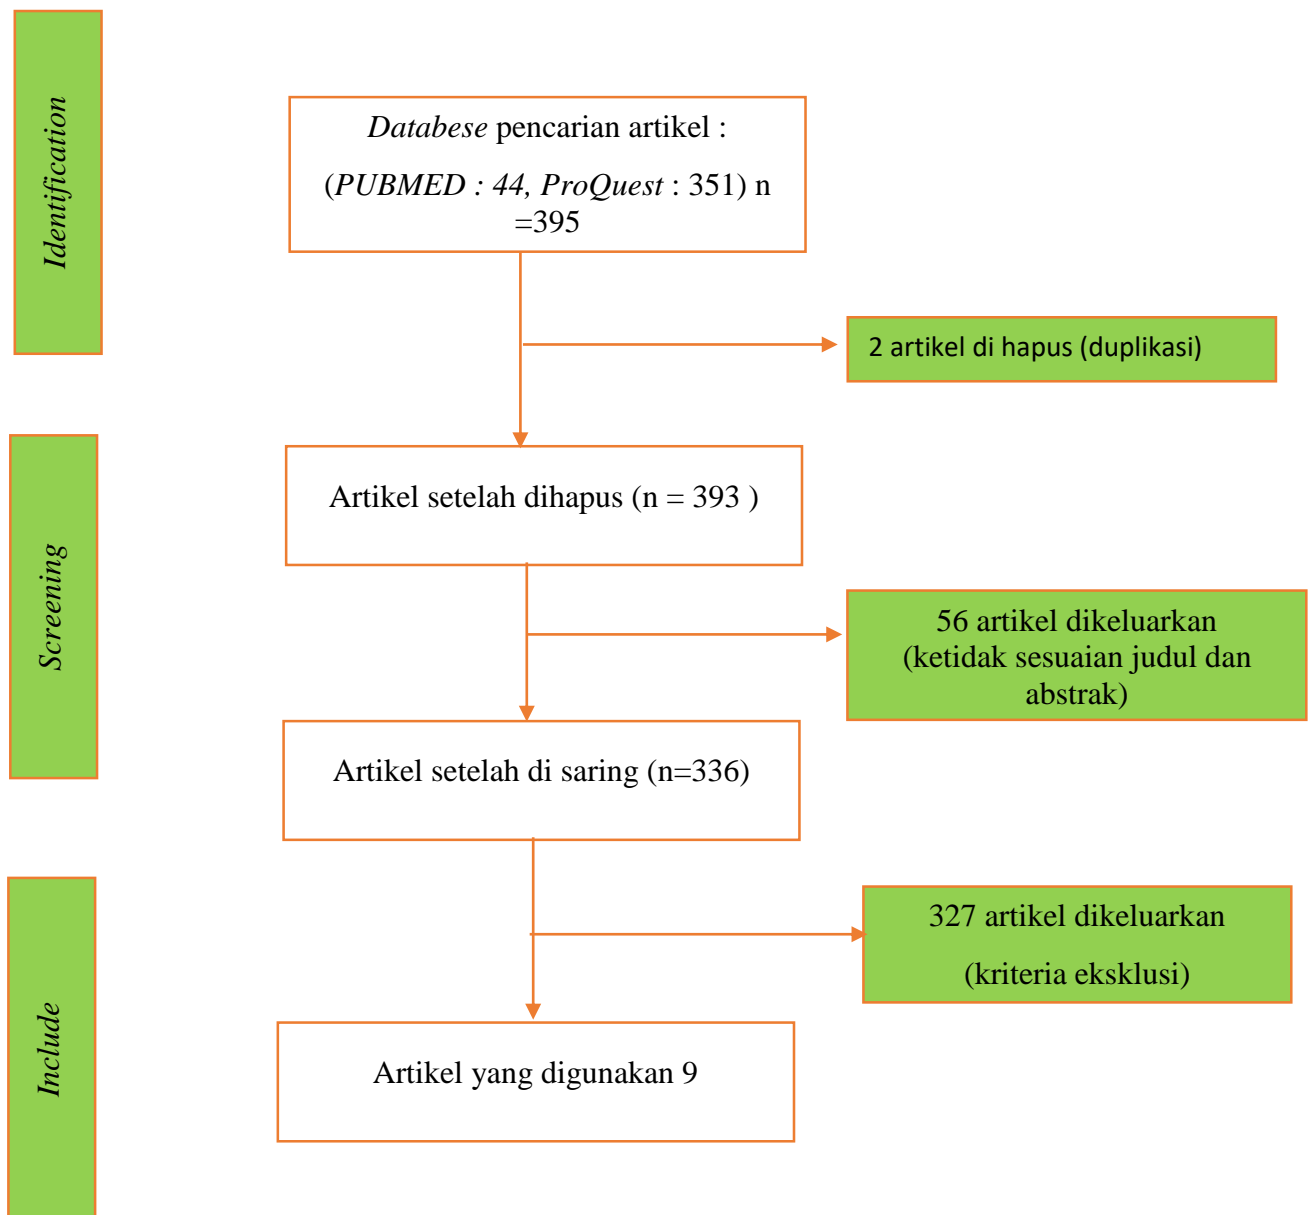 Identification
Databese pencarian artikel :
(PUBMED : 44, ProQuest : 351) n
=395
2 artikel di hapus (duplikasi)
Screening
Artikel setelah dihapus (n = 393 )
56 artikel dikeluarkan
(ketidak sesuaian judul dan
abstrak)
Artikel setelah di saring (n=336)
Include
327 artikel dikeluarkan
(kriteria eksklusi)
Artikel yang digunakan 9